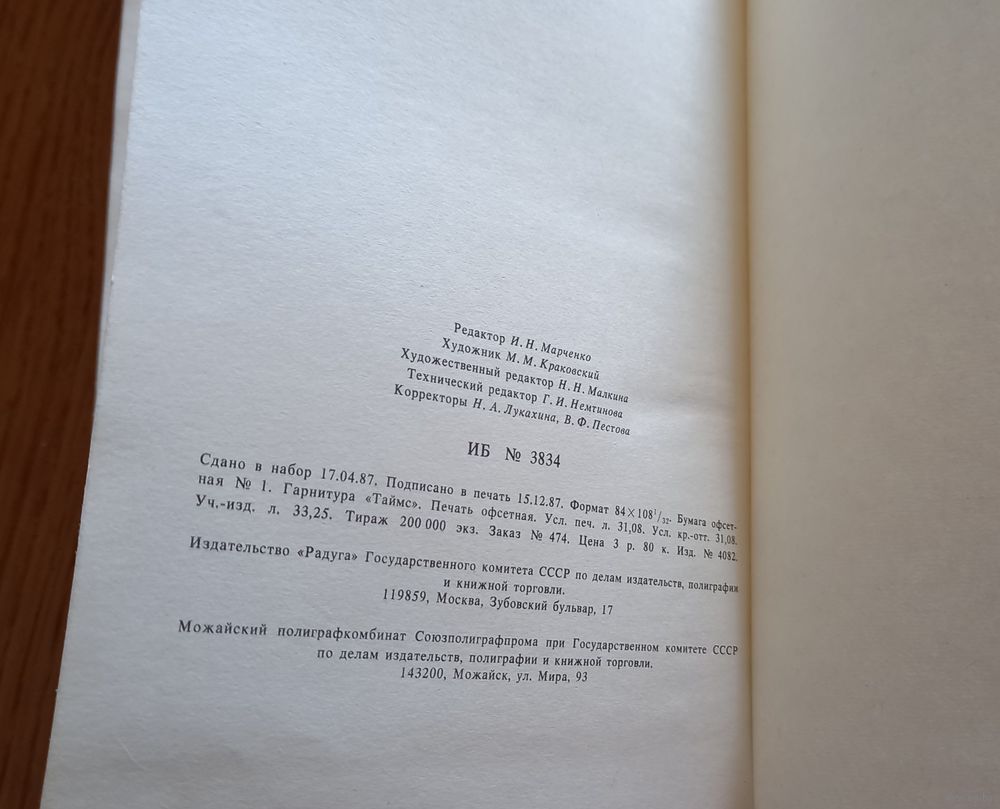 Редактор И. Н. Марченко
Художник М. М. Краковский
Художественный редактор Н. Н. Малкина
Технический редактор Г. И. Немтинова
Корректоры Н. А. Лукахина, В. Ф. Пестова
ИБ № 3834
Сдано в набор 17.04.87. Подписано в печать 15.12.87. Формат 84×108¹/₃₂. Бумага офсет-
ная № 1. Гарнитура «Таймс». Печать офсетная. Усл. печ. л. 31,08. Усл. кр.-отт. 31,08.
Уч.-изд. л. 33,25. Тираж 200 000 экз. Заказ № 474. Цена 3 р. 80 к. Изд. № 4082.
Издательство «Радуга» Государственного комитета СССР по делам издательств, полиграфии
и книжной торговли.
119859, Москва, Зубовский бульвар, 17
Можайский полиграфкомбинат Союзполиграфпрома при Государственном комитете СССР
по делам издательств, полиграфии и книжной торговли.
143200, Можайск, ул. Мира, 93